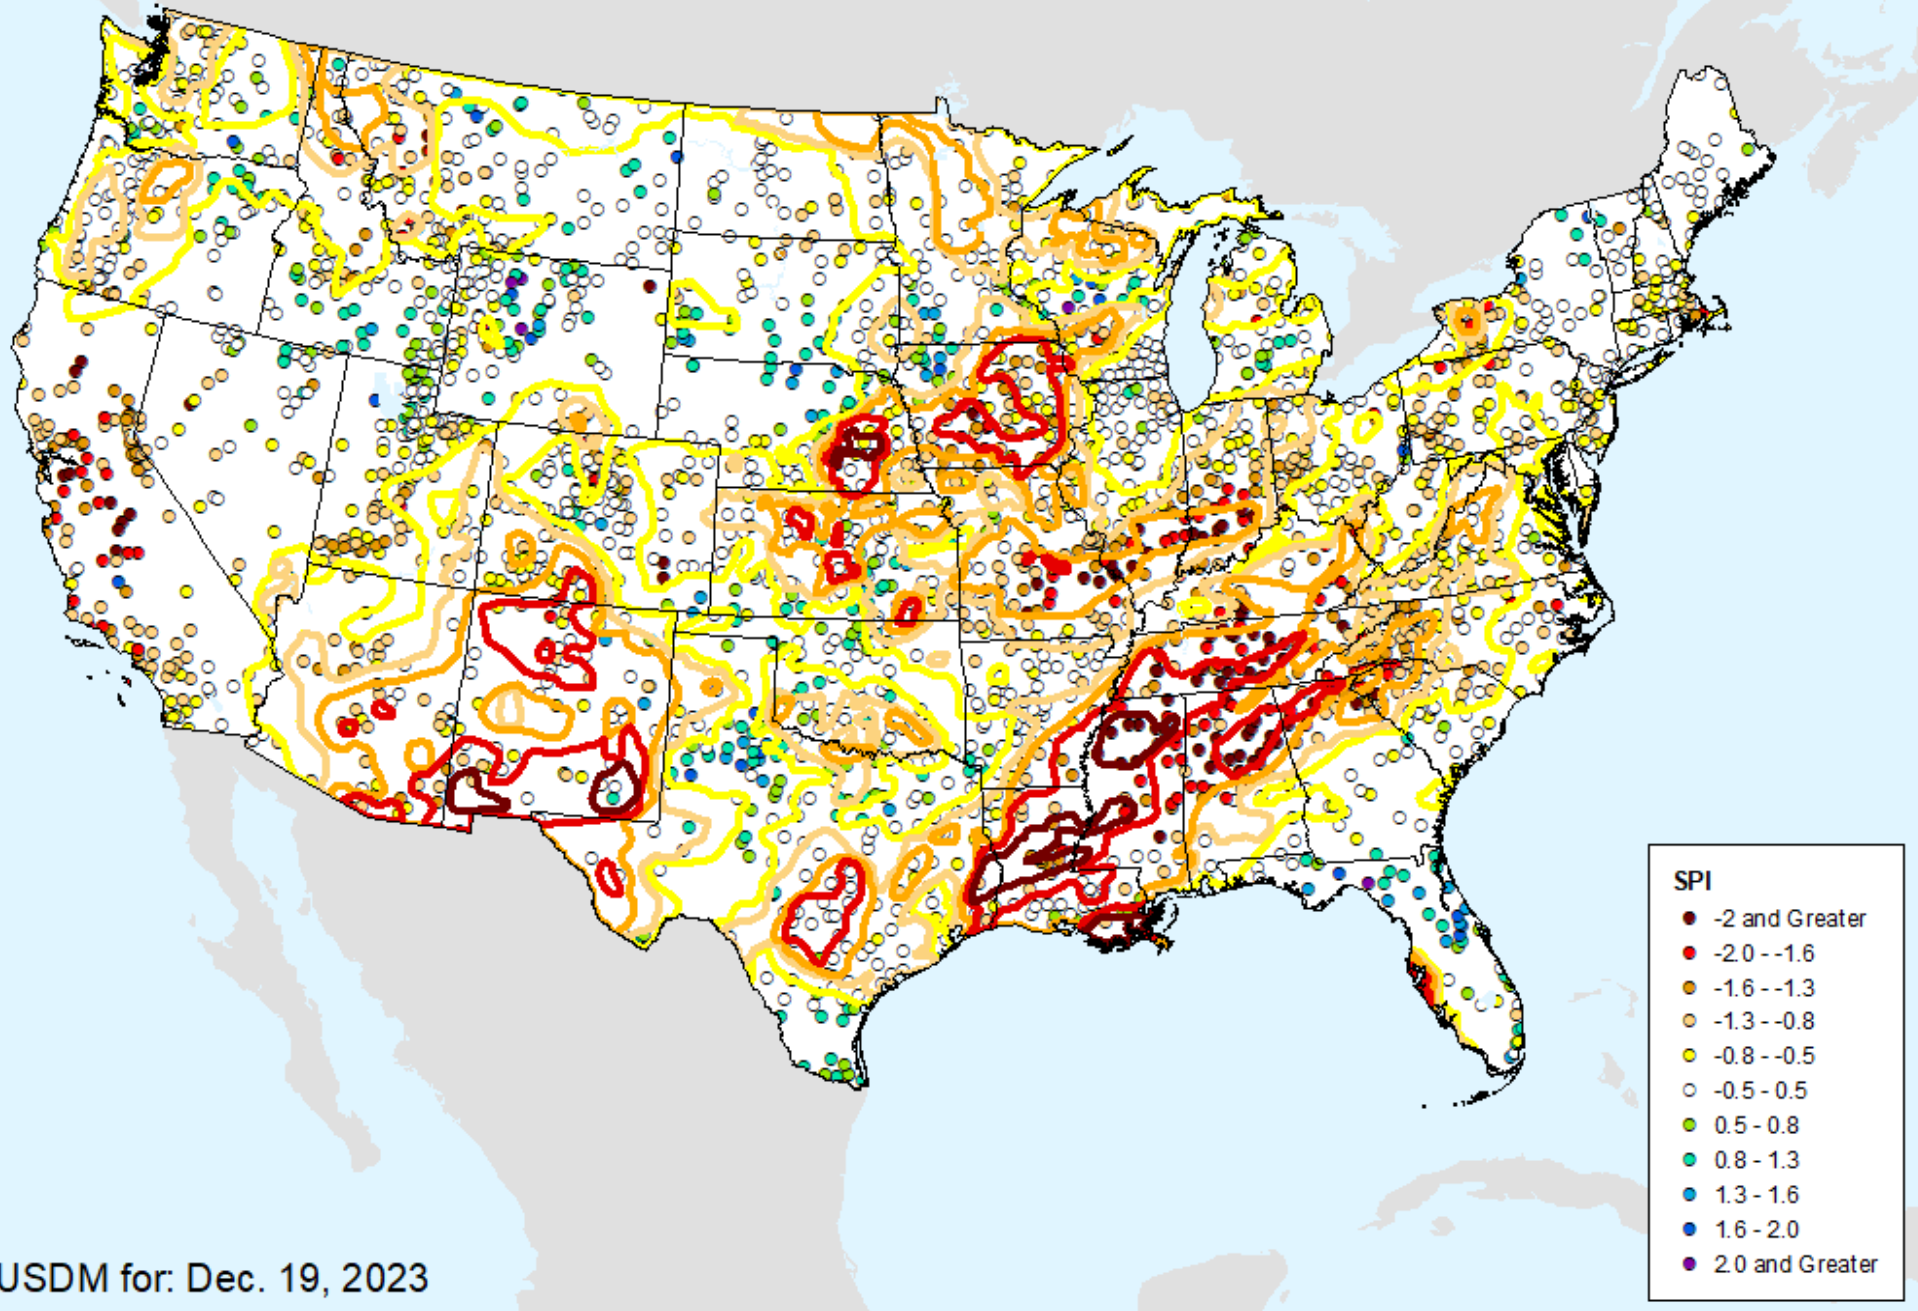 SPI
-2 and Greater
-2.0 - -1.6
-1.6 - -1.3
-1.3 - -0.8
-0.8 - -0.5
-0.5 - 0.5
0.5 - 0.8
0.8 - 1.3
1.3 - 1.6
1.6 - 2.0
2.0 and Greater
USDM for: Dec. 19, 2023